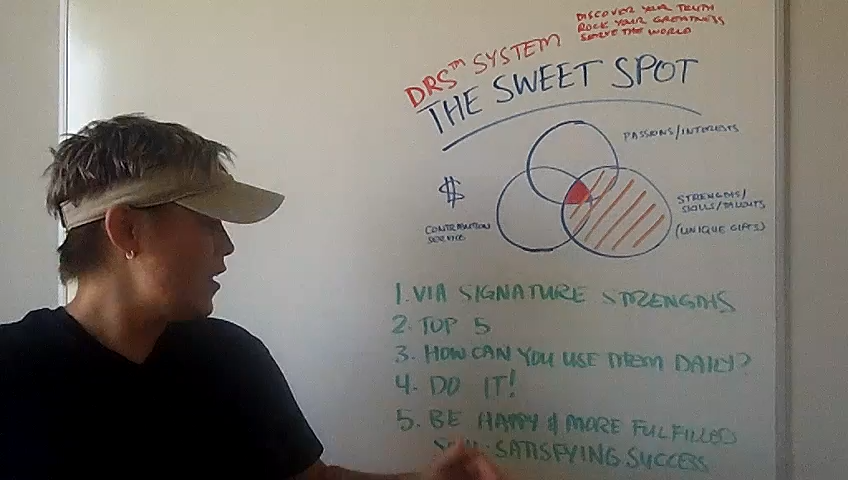 DISCOVER YOUR TRUTH
ROCK YOUR GREATNESS
SERVE THE WORLD
DRS™ SYSTEM
THE SWEET SPOT
PASSIONS/INTERESTS
$
STRENGTHS/
SKILLS/TALENTS
(UNIQUE GIFTS)
CONTRIBUTION
SERVICE
1. VIA SIGNATURE STRENGTHS
2. TOP 5
3. HOW CAN YOU USE THEM DAILY?
4. DO IT!
5. BE HAPPY & MORE FULFILLED
SATISFYING SUCCESS